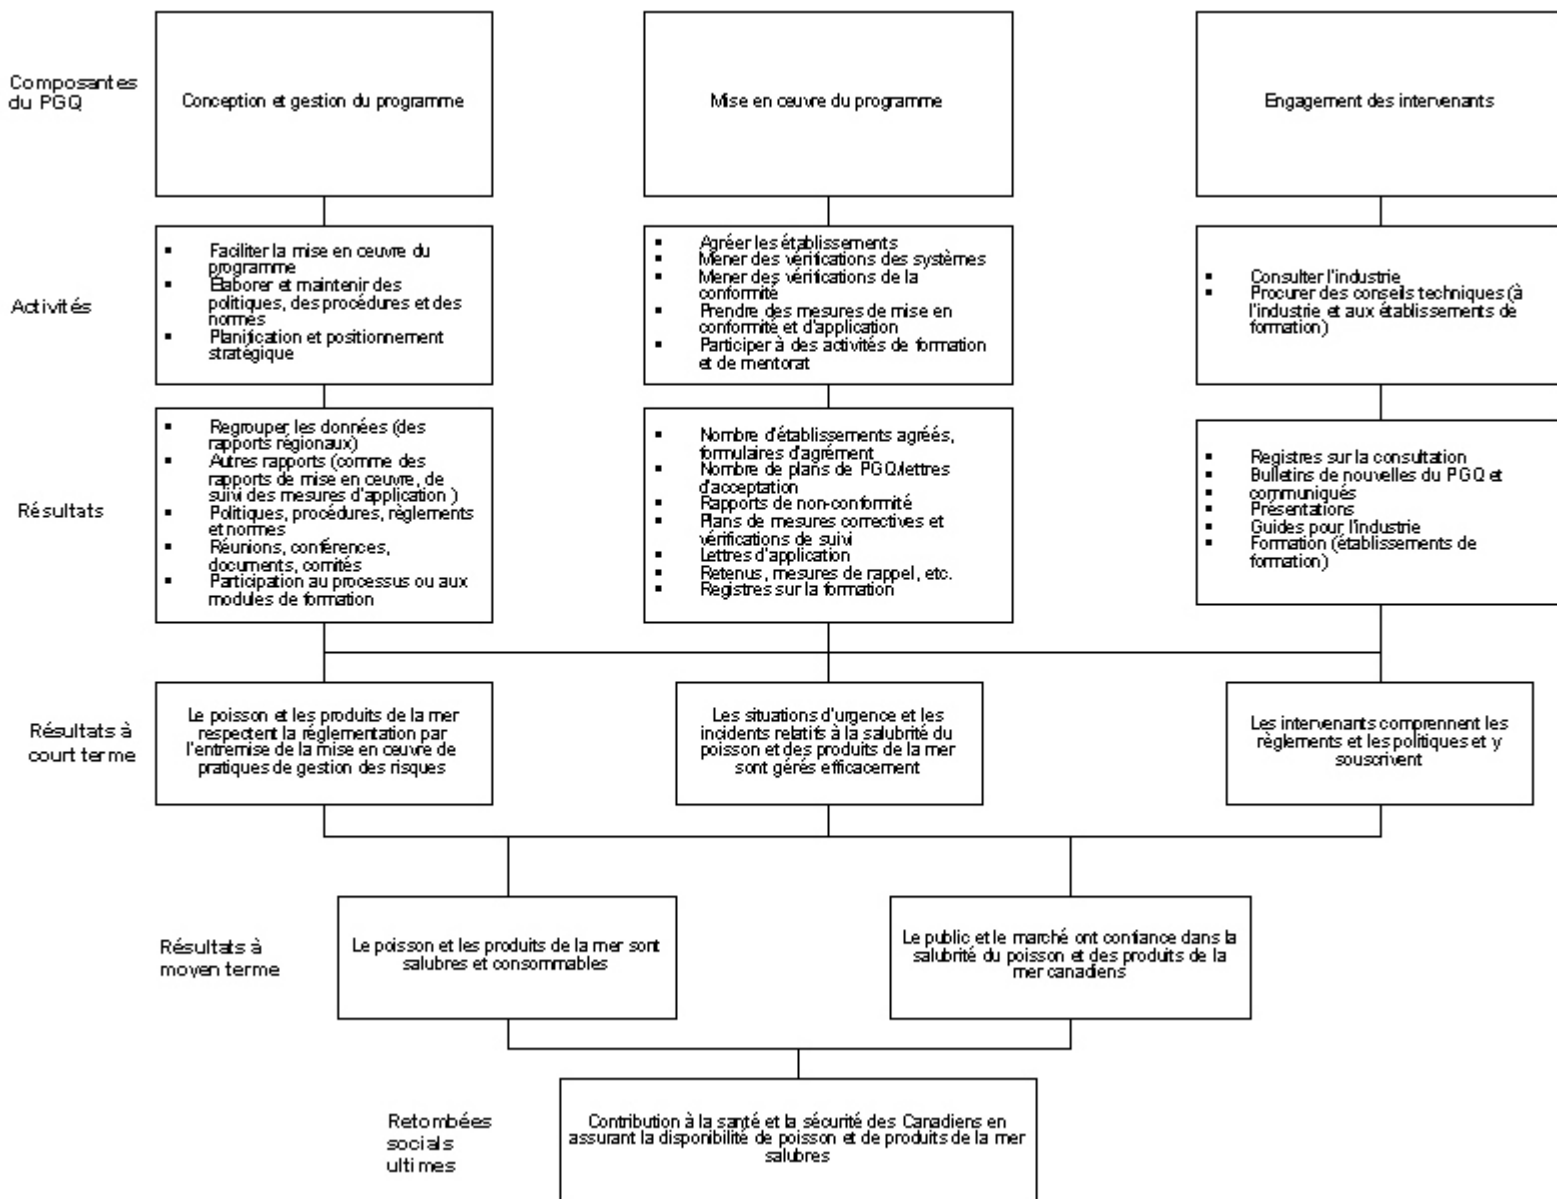 Composantes
du PGQ
Conception et gestion du programme
Mise en œuvre du programme
Engagement des intervenants
Activités
▪ Faciliter la mise en œuvre du
programme
▪ Élaborer et maintenir des
politiques, des procédures et des
normes
▪ Planification et positionnement
stratégique
▪ Agréer les établissements
▪ Mener des vérifications des systèmes
▪ Mener des vérifications de la
conformité
▪ Prendre des mesures de mise en
conformité et d'application
▪ Participer à des activités de formation
et de mentorat
▪ Consulter l'industrie
▪ Procurer des conseils techniques (à
l'industrie et aux établissements de
formation)
Résultats
▪ Regrouper les données (des
rapports régionaux)
▪ Autres rapports (comme des
rapports de mise en œuvre, de
suivi des mesures d'application )
▪ Politiques, procédures, règlements
et normes
▪ Réunions, conférences,
documents, comités
▪ Participation au processus ou aux
modules de formation
▪ Nombre d'établissements agréés,
formulaires d'agrément
▪ Nombre de plans de PGQ/lettres
d'acceptation
▪ Rapports de non-conformité
▪ Plans de mesures correctives et
vérifications de suivi
▪ Lettres d'application
▪ Retenus, mesures de rappel, etc.
▪ Registres sur la formation
▪ Registres sur la consultation
▪ Bulletins de nouvelles du PGQ et
▪ communiqués
▪ Présentations
▪ Guides pour l'industrie
▪ Formation (établissements de
formation)
Résultats à
court terme
Le poisson et les produits de la mer
respectent la réglementation par
l'entremise de la mise en œuvre de
pratiques de gestion des risques
Les situations d'urgence et les
incidents relatifs à la salubrité du
poisson et des produits de la mer
sont gérés efficacement
Les intervenants comprennent les
règlements et les politiques et y
souscrivent
Résultats à
moyen terme
Le poisson et les produits de la mer sont
salubres et consommables
Le public et le marché ont confiance dans la
salubrité du poisson et des produits de la
mer canadiens
Retombées
socials
ultimes
Contribution à la santé et la sécurité des Canadiens en
assurant la disponibilité de poisson et de produits de la mer
salubres